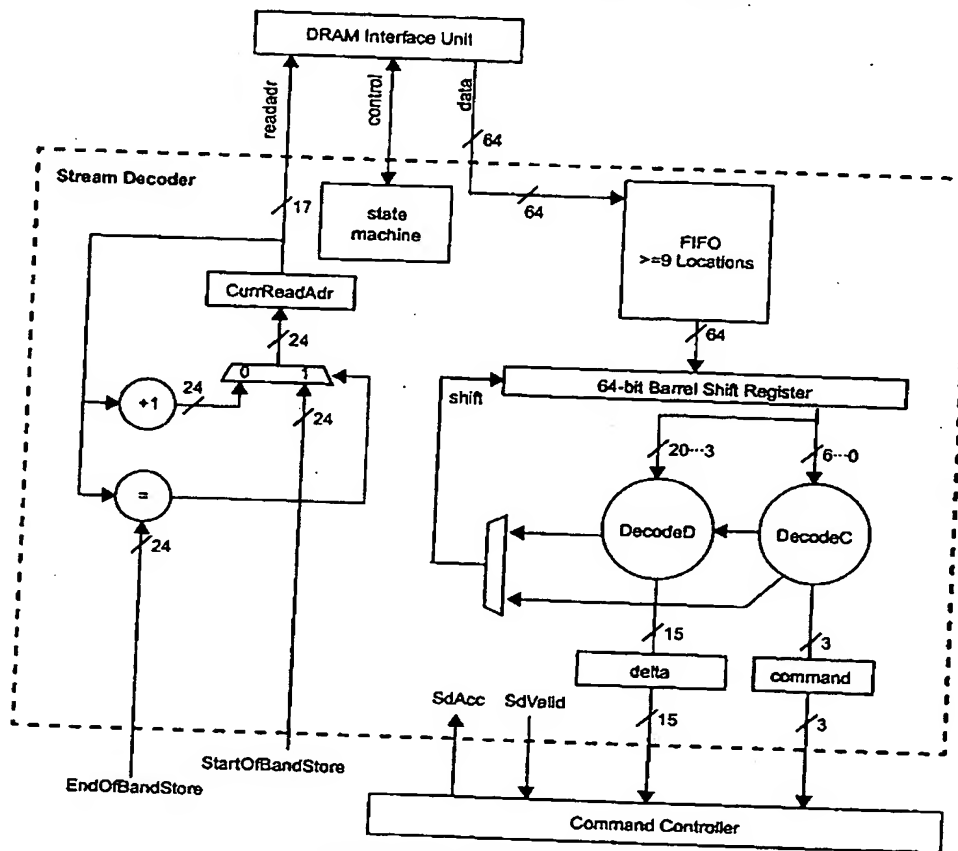 DRAM Interface Unit
readadr
control
data
64
Stream Decoder
17
state
machine
64
FIFO
>=9 Locations
CurrReadAdr
24
64
0 1
64-bit Barrel Shift Register
shift
+1
24
24
20···3
6···0
=
DecodeD
DecodeC
24
15
3
delta
command
SdAcc
SdValid
15
3
StartOfBandStore
EndOfBandStore
Command Controller